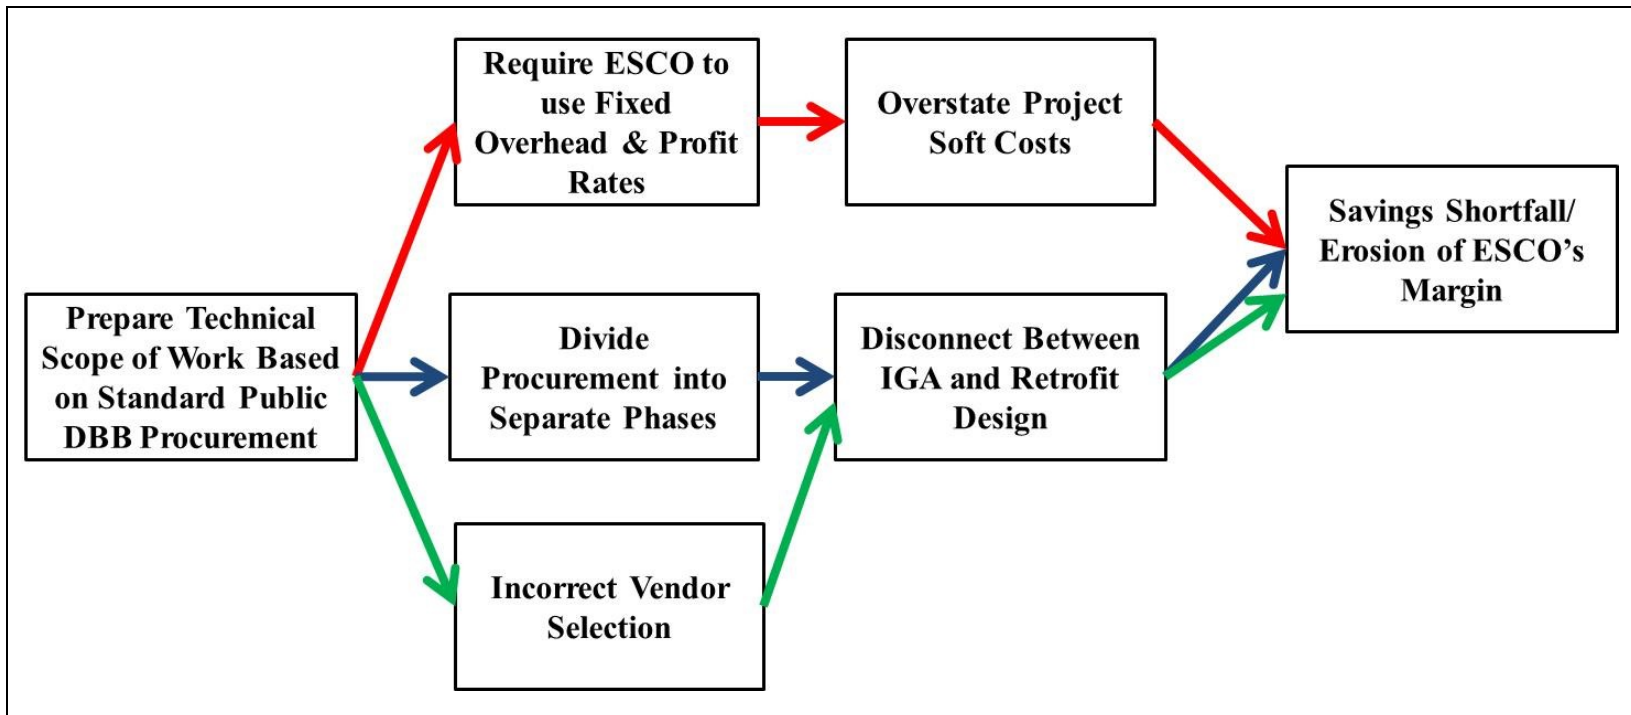 Require ESCO to
use Fixed
Overhead & Profit
Rates
Overstate Project
Soft Costs
Savings Shortfall/
Erosion of ESCO's
Margin
Prepare Technical
Scope of Work Based
on Standard Public
DBB Procurement
Divide
Procurement into
Separate Phases
Disconnect Between
IGA and Retrofit
Design
Incorrect Vendor
Selection